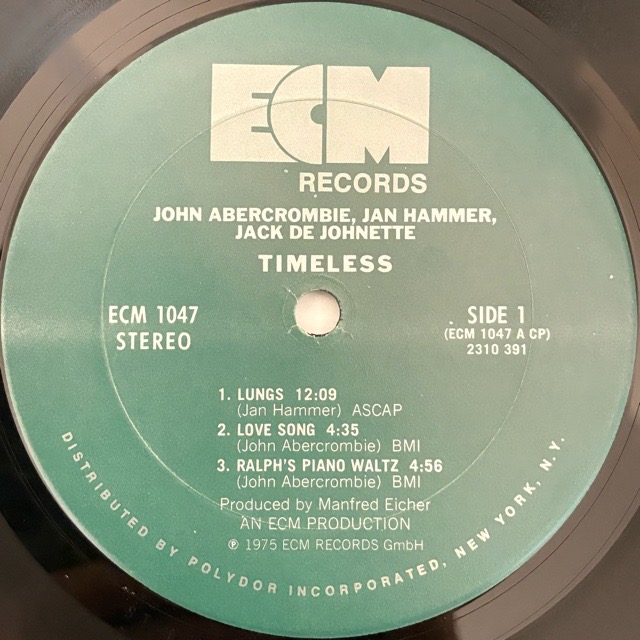 ECM
RECORDS
JOHN ABERCROMBIE, JAN HAMMER,
JACK DE JOHNETTE
TIMELESS
ECM 1047
STEREO
SIDE 1
(ECM 1047 A CP)
2310 391
1. LUNGS 12:09
(Jan Hammer) ASCAP
2. LOVE SONG 4:35
(John Abercrombie) BMI
3. RALPH'S PIANO WALTZ 4:56
(John Abercrombie) BMI
Produced by Manfred Eicher
AN ECM PRODUCTION
℗ 1975 ECM RECORDS GmbH
DISTRIBUTED BY POLYDOR INCORPORATED, NEW YORK, N.Y.